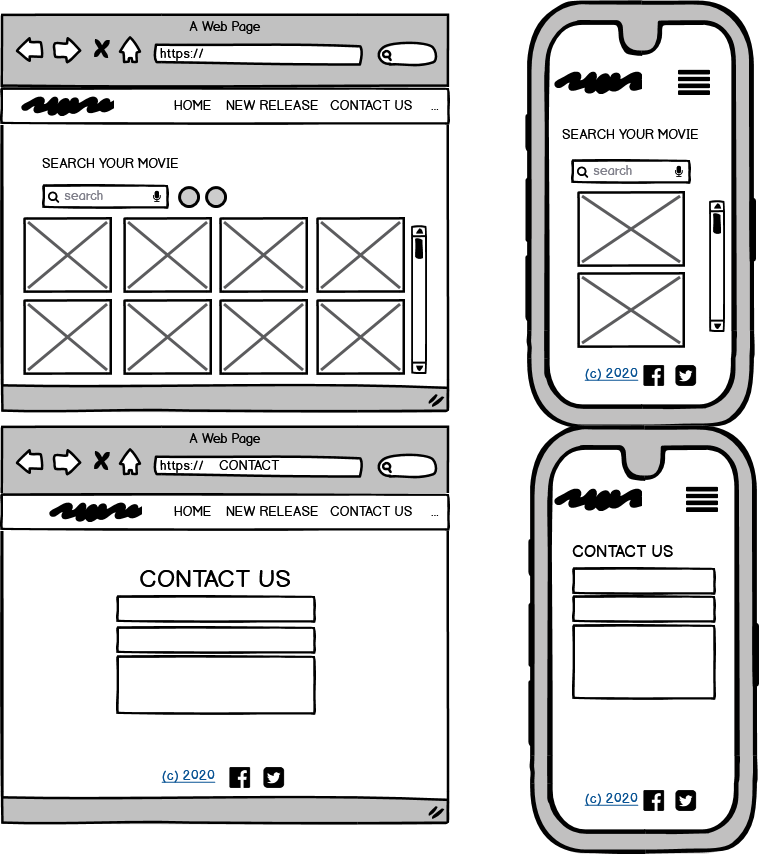 A Web Page
https://
HOME NEW RELEASE CONTACT US ...
SEARCH YOUR MOVIE
search
SEARCH YOUR MOVIE
search
(c) 2020
A Web Page
https:// CONTACT
HOME NEW RELEASE CONTACT US ...
CONTACT US
(c) 2020
CONTACT US
(c) 2020